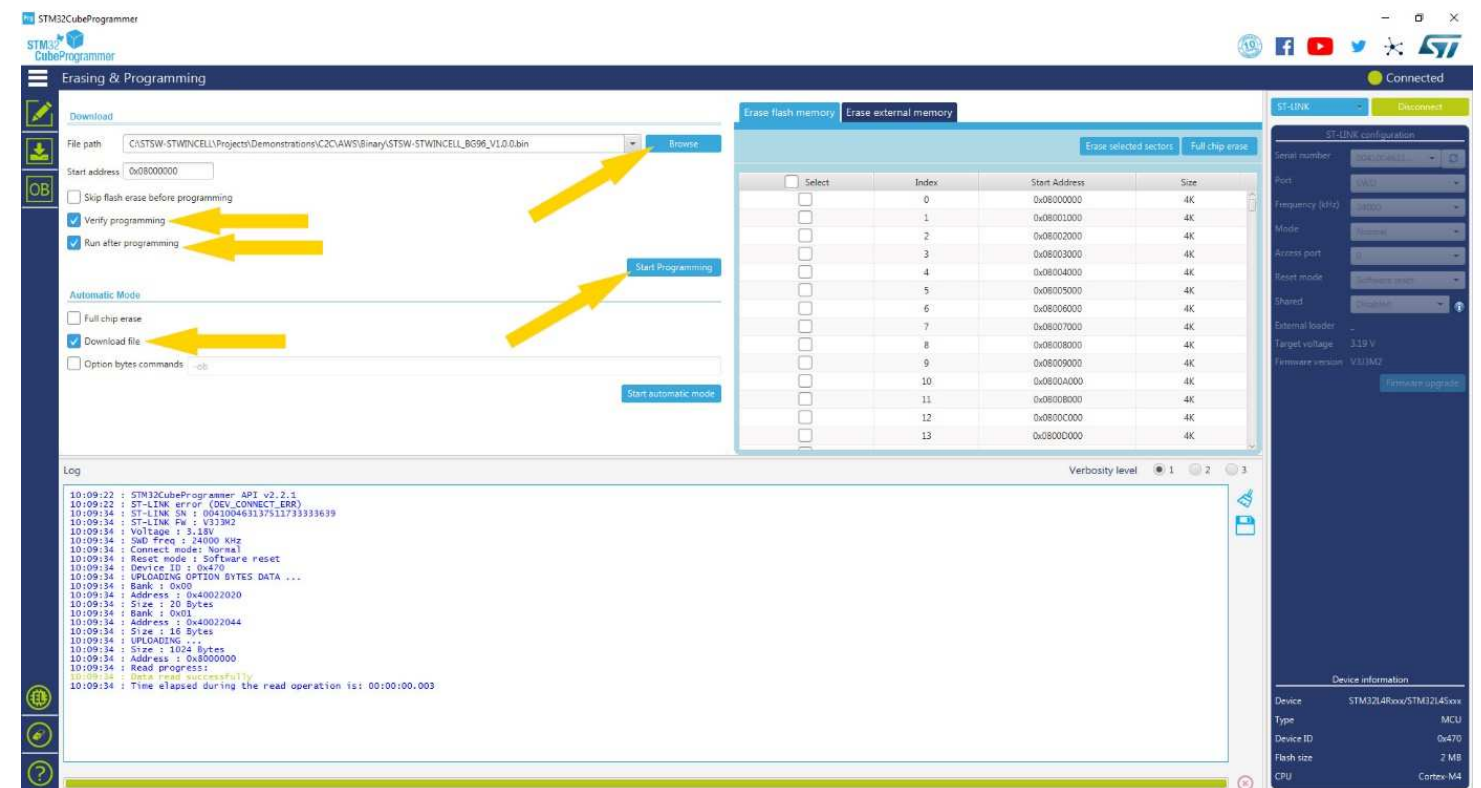 STM32CubeProgrammer
STM32
CubeProgrammer
Erasing & Programming
Connected
Download
File path C:\STSW-STWINCELL\Projects\Demonstrations\C2C\AWS\Binary\STSW-STWINCELL_BG96_V1.0.0.bin Browse
Start address 0x08000000
Skip flash erase before programming
Verify programming
Run after programming
Start Programming
Automatic Mode
Full chip erase
Download file
Option bytes commands -ob
Start automatic mode
Erase flash memory Erase external memory
Erase selected sectors Full chip erase
Select Index Start Address Size
0 0x08000000 4K
1 0x08001000 4K
2 0x08002000 4K
3 0x08003000 4K
4 0x08004000 4K
5 0x08005000 4K
6 0x08006000 4K
7 0x08007000 4K
8 0x08008000 4K
9 0x08009000 4K
10 0x0800A000 4K
11 0x0800B000 4K
12 0x0800C000 4K
13 0x0800D000 4K
Log
Verbosity level 1 2 3
10:09:22 : STM32CubeProgrammer API v2.2.1
10:09:22 : ST-LINK error (DEV_CONNECT_ERR)
10:09:34 : ST-LINK SN : 004100463137511733333639
10:09:34 : ST-LINK FW : V3J3M2
10:09:34 : Voltage : 3.18V
10:09:34 : SWD freq : 24000 KHz
10:09:34 : Connect mode: Normal
10:09:34 : Reset mode : Software reset
10:09:34 : Device ID : 0x470
10:09:34 : UPLOADING OPTION BYTES DATA ...
10:09:34 : Bank : 0x00
10:09:34 : Address : 0x40022020
10:09:34 : Size : 20 Bytes
10:09:34 : Bank : 0x01
10:09:34 : Address : 0x40022044
10:09:34 : Size : 16 Bytes
10:09:34 : UPLOADING ...
10:09:34 : Size : 1024 Bytes
10:09:34 : Address : 0x8000000
10:09:34 : Read progress:
10:09:34 : Data read successfully
10:09:34 : Time elapsed during the read operation is: 00:00:00.003
ST-LINK Disconnect
ST-LINK configuration
Serial number
Port SWD
Frequency (kHz) 24000
Mode Normal
Access port 0
Reset mode Software reset
Shared Disabled
External loader _
Target voltage 3.19 V
Firmware version V3J3M2
Firmware upgrade
Device information
Device STM32L4Rxxx/STM32L4Sxxx
Type MCU
Device ID 0x470
Flash size 2 MB
CPU Cortex-M4